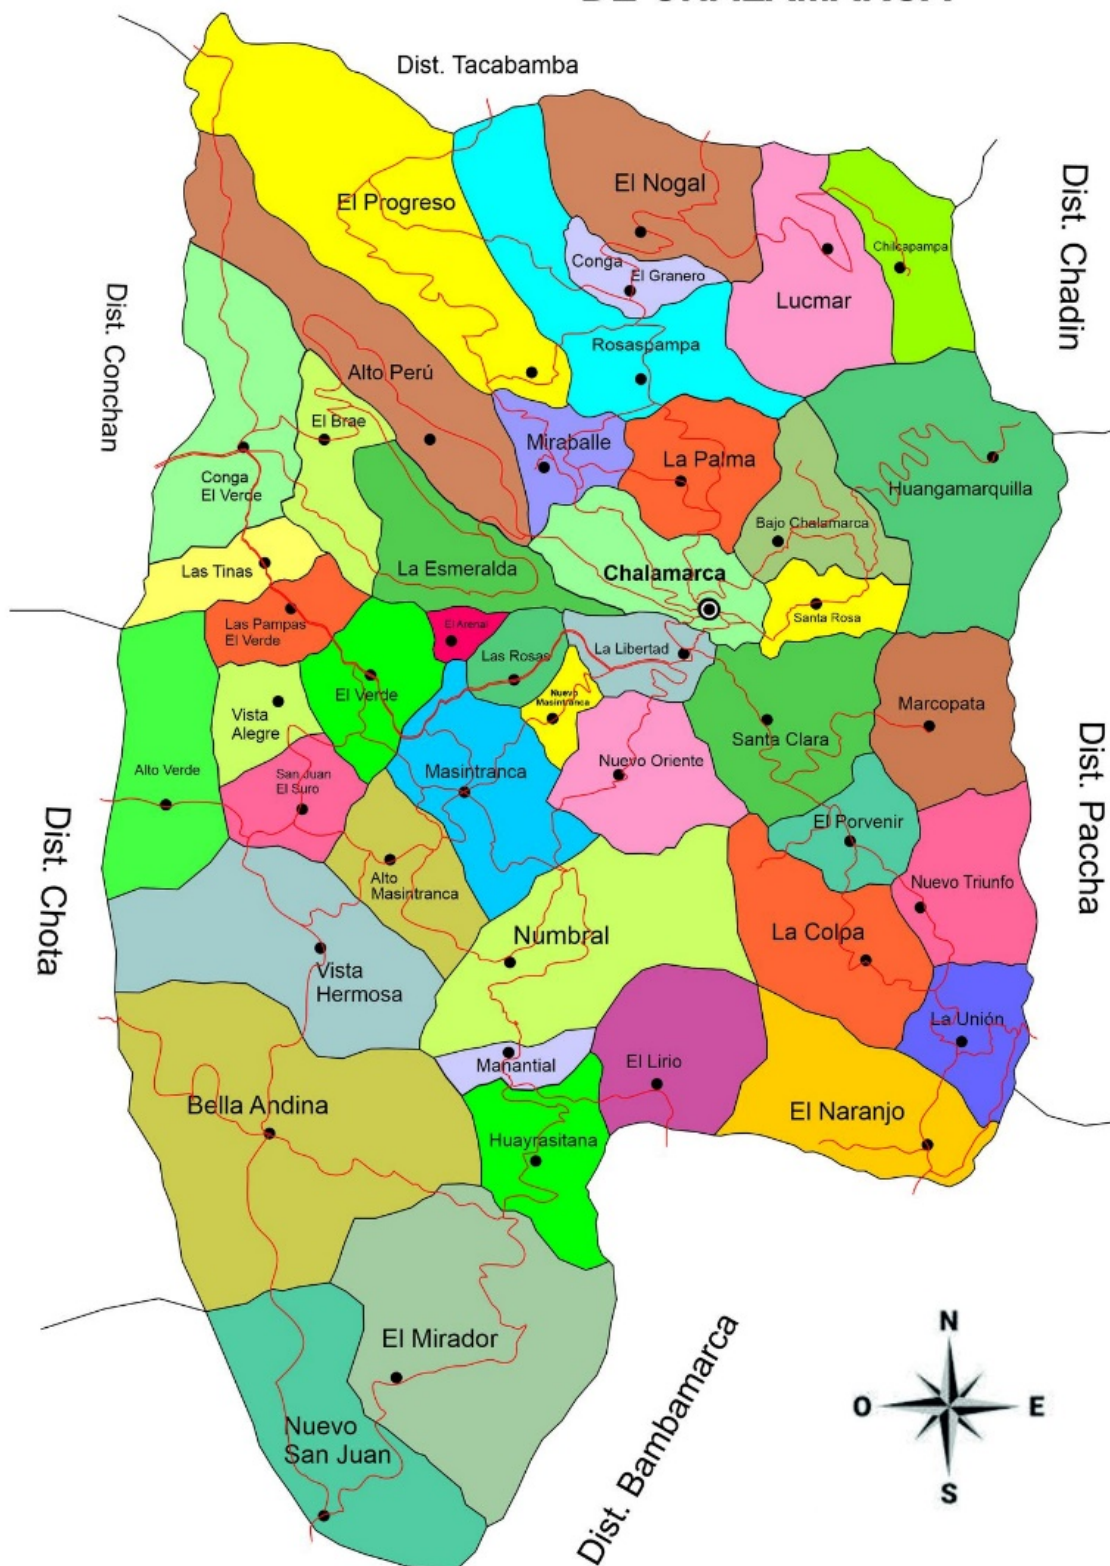 DE CHALAMARCA
Dist. Tacabamba
Dist. Chadin
Dist. Conchan
El Progreso
El Nogal
Conga
El Granero
Lucmar
Chilcapampa
Rosaspampa
Alto Perú
El Brae
Miraballe
La Palma
Huangamarquilla
Conga
El Verde
Bajo Chalamarca
Las Tinas
La Esmeralda
Chalamarca
Santa Rosa
Las Pampas
El Verde
El Arenal
Las Rosas
La Libertad
El Verde
Nuevo
Masintranca
Vista
Alegre
Marcopata
Santa Clara
Alto Verde
San Juan
El Suro
Masintranca
Nuevo Oriente
El Porvenir
Dist. Paccha
Dist. Chota
Alto
Masintranca
Nuevo Triunfo
Numbral
La Colpa
Vista
Hermosa
La Unión
Manantial
El Lirio
Bella Andina
El Naranjo
Huayrasitana
El Mirador
Nuevo
San Juan
Dist. Bambamarca
N
O
E
S